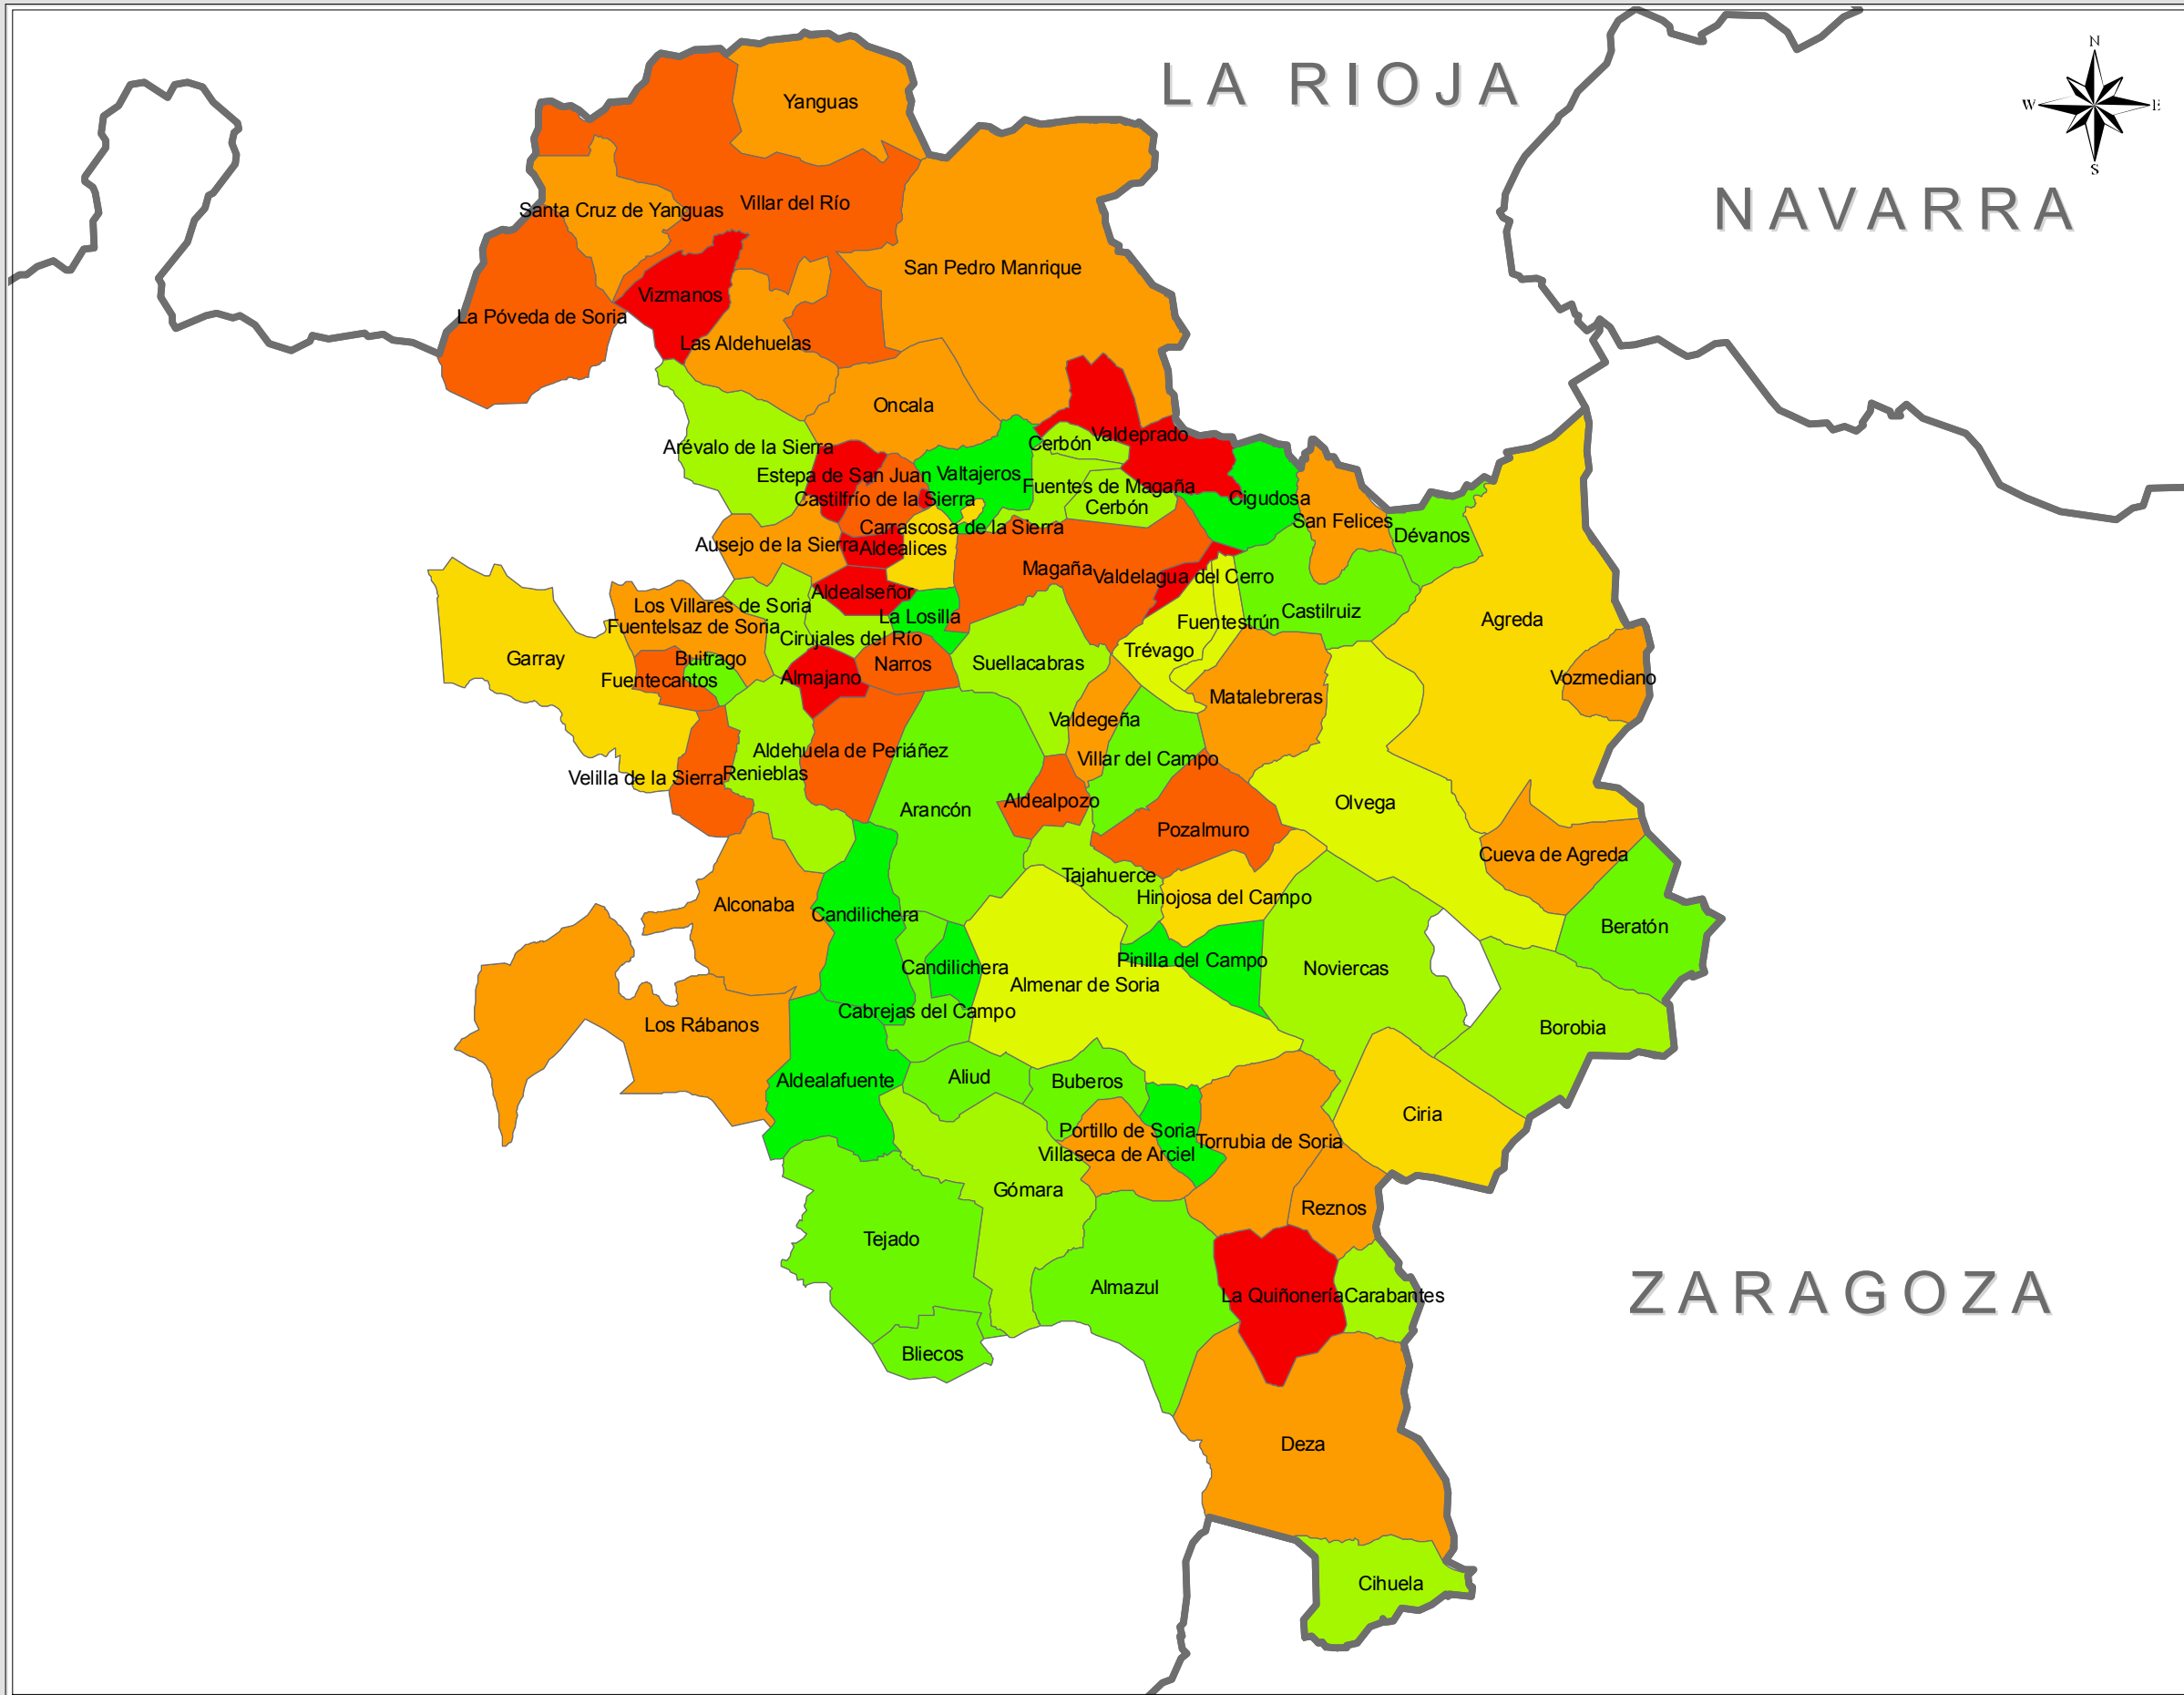 N
LA RIOJA
W
E
Yanguas
S
Villar del Río
Santa Cruz de Yanguas
NAVARRA
San Pedro Manrique
Vizmanos
La Póveda de Soria
Las Aldehuelas
Oncala
Valdeprado
Cerbón
Arévalo de la Sierra
Estepa de San Juan
Valtajeros
Fuentes de Magaña
Castilfrío de la Sierra
Cigudosa
Cerbón
San Felices
Carrascosa de la Sierra
Dévanos
Ausejo de la Sierra
Aldealices
Magaña
Valdelagua del Cerro
Aldealseñor
Los Villares de Soria
Castilruiz
La Losilla
Agreda
Fuentestrún
Fuentelsaz de Soria
Cirujales del Río
Trévago
Garray
Buitrago
Narros
Suellacabras
Almajano
Vozmediano
Fuentecantos
Matalebreras
Valdegeña
Aldehuela de Periáñez
Villar del Campo
Renieblas
Velilla de la Sierra
Aldealpozo
Olvega
Arancón
Pozalmuro
Cueva de Agreda
Tajahuerce
Hinojosa del Campo
Alconaba
Candilichera
Beratón
Pinilla del Campo
Candilichera
Noviercas
Almenar de Soria
Cabrejas del Campo
Los Rábanos
Borobia
Aliud
Aldealafuente
Buberos
Ciria
Portillo de Soria
Torrubia de Soria
Villaseca de Arciel
Gómara
Reznos
Tejado
Almazul
La Quiñonería
Carabantes
ZARAGOZA
Bliecos
Deza
Cihuela